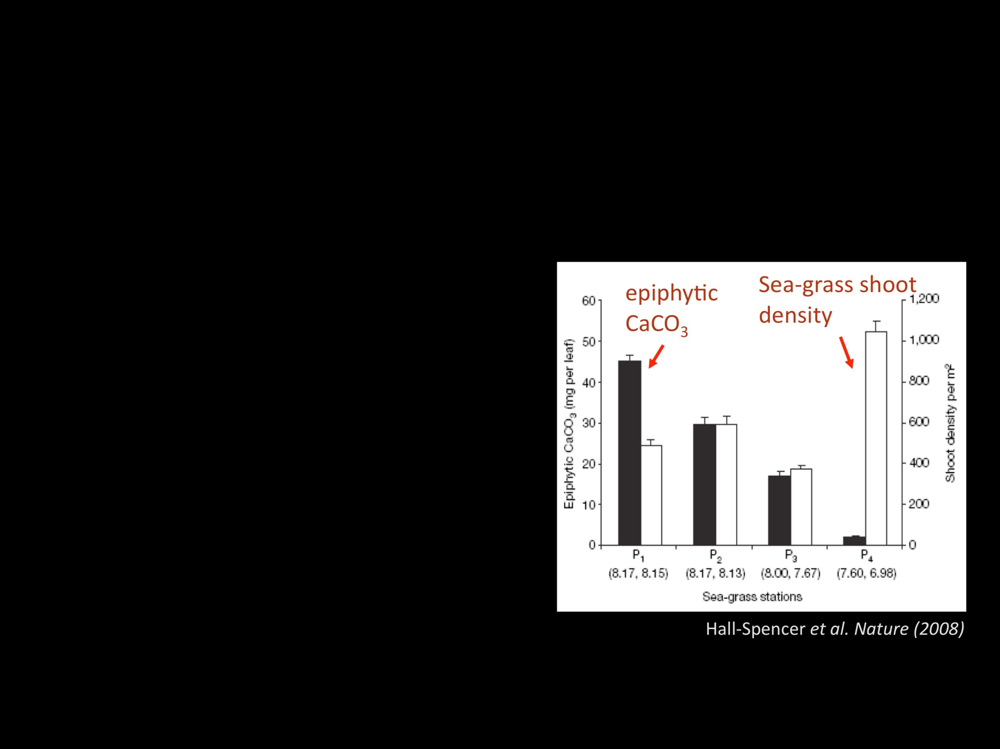 epiphytic
CaCO₃
Sea-grass shoot
density
Epiphytic CaCO₃ (mg per leaf)
60
50
40
30
20
10
0
1,200
1,000
800
600
400
200
0
Shoot density per m²
P₁ P₂ P₃ P₄
(8.17, 8.15) (8.17, 8.13) (8.00, 7.67) (7.60, 6.98)
Sea-grass stations
Hall-Spencer et al. Nature (2008)